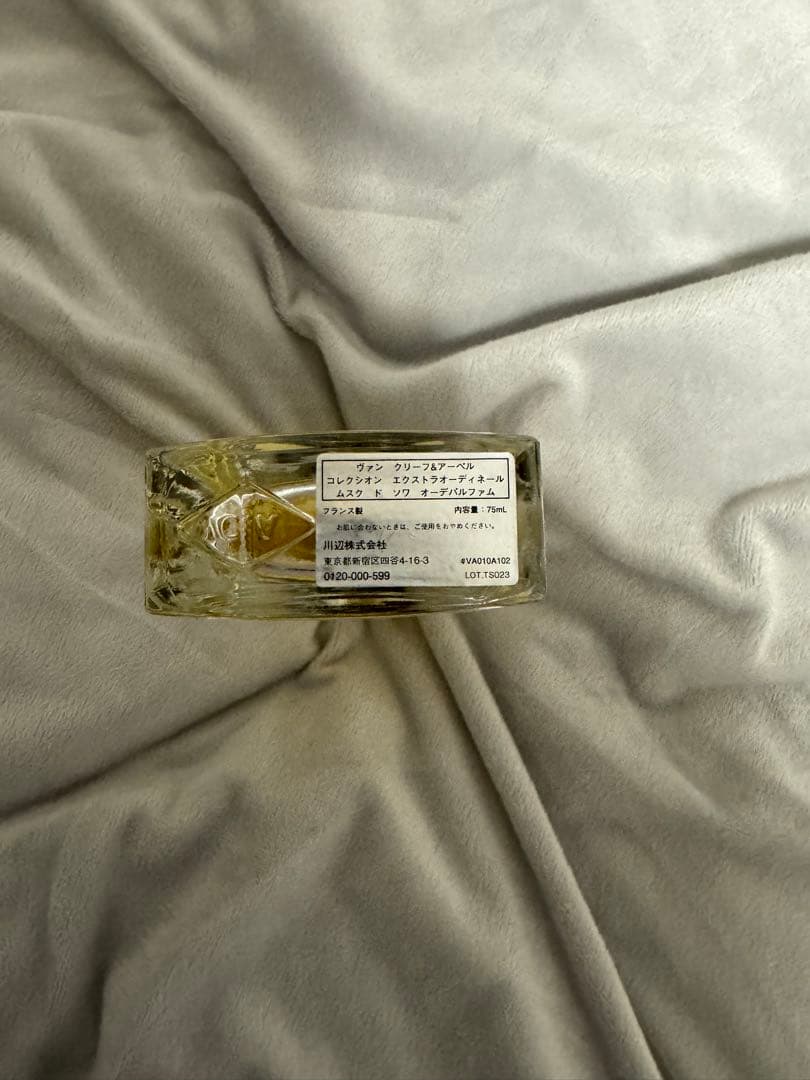 ヴァン クリーフ&アーペル
コレクシオン エクストラオーディネール
ムスク ド ソワ オーデパルファム
フランス製 内容量：75mL
お肌に合わないときは、ご使用をおやめください。
川辺株式会社
東京都新宿区四谷4-16-3 #VA010A102
0120-000-599 LOT.TS023